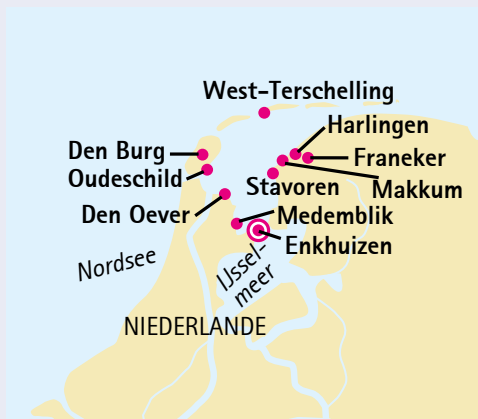 West-Terschelling
Harlingen
Den Burg
Franeker
Oudeschild
Stavoren
Makkum
Den Oever
Medemblik
Enkhuizen
Nordsee
IJssel-
meer
NIEDERLANDE